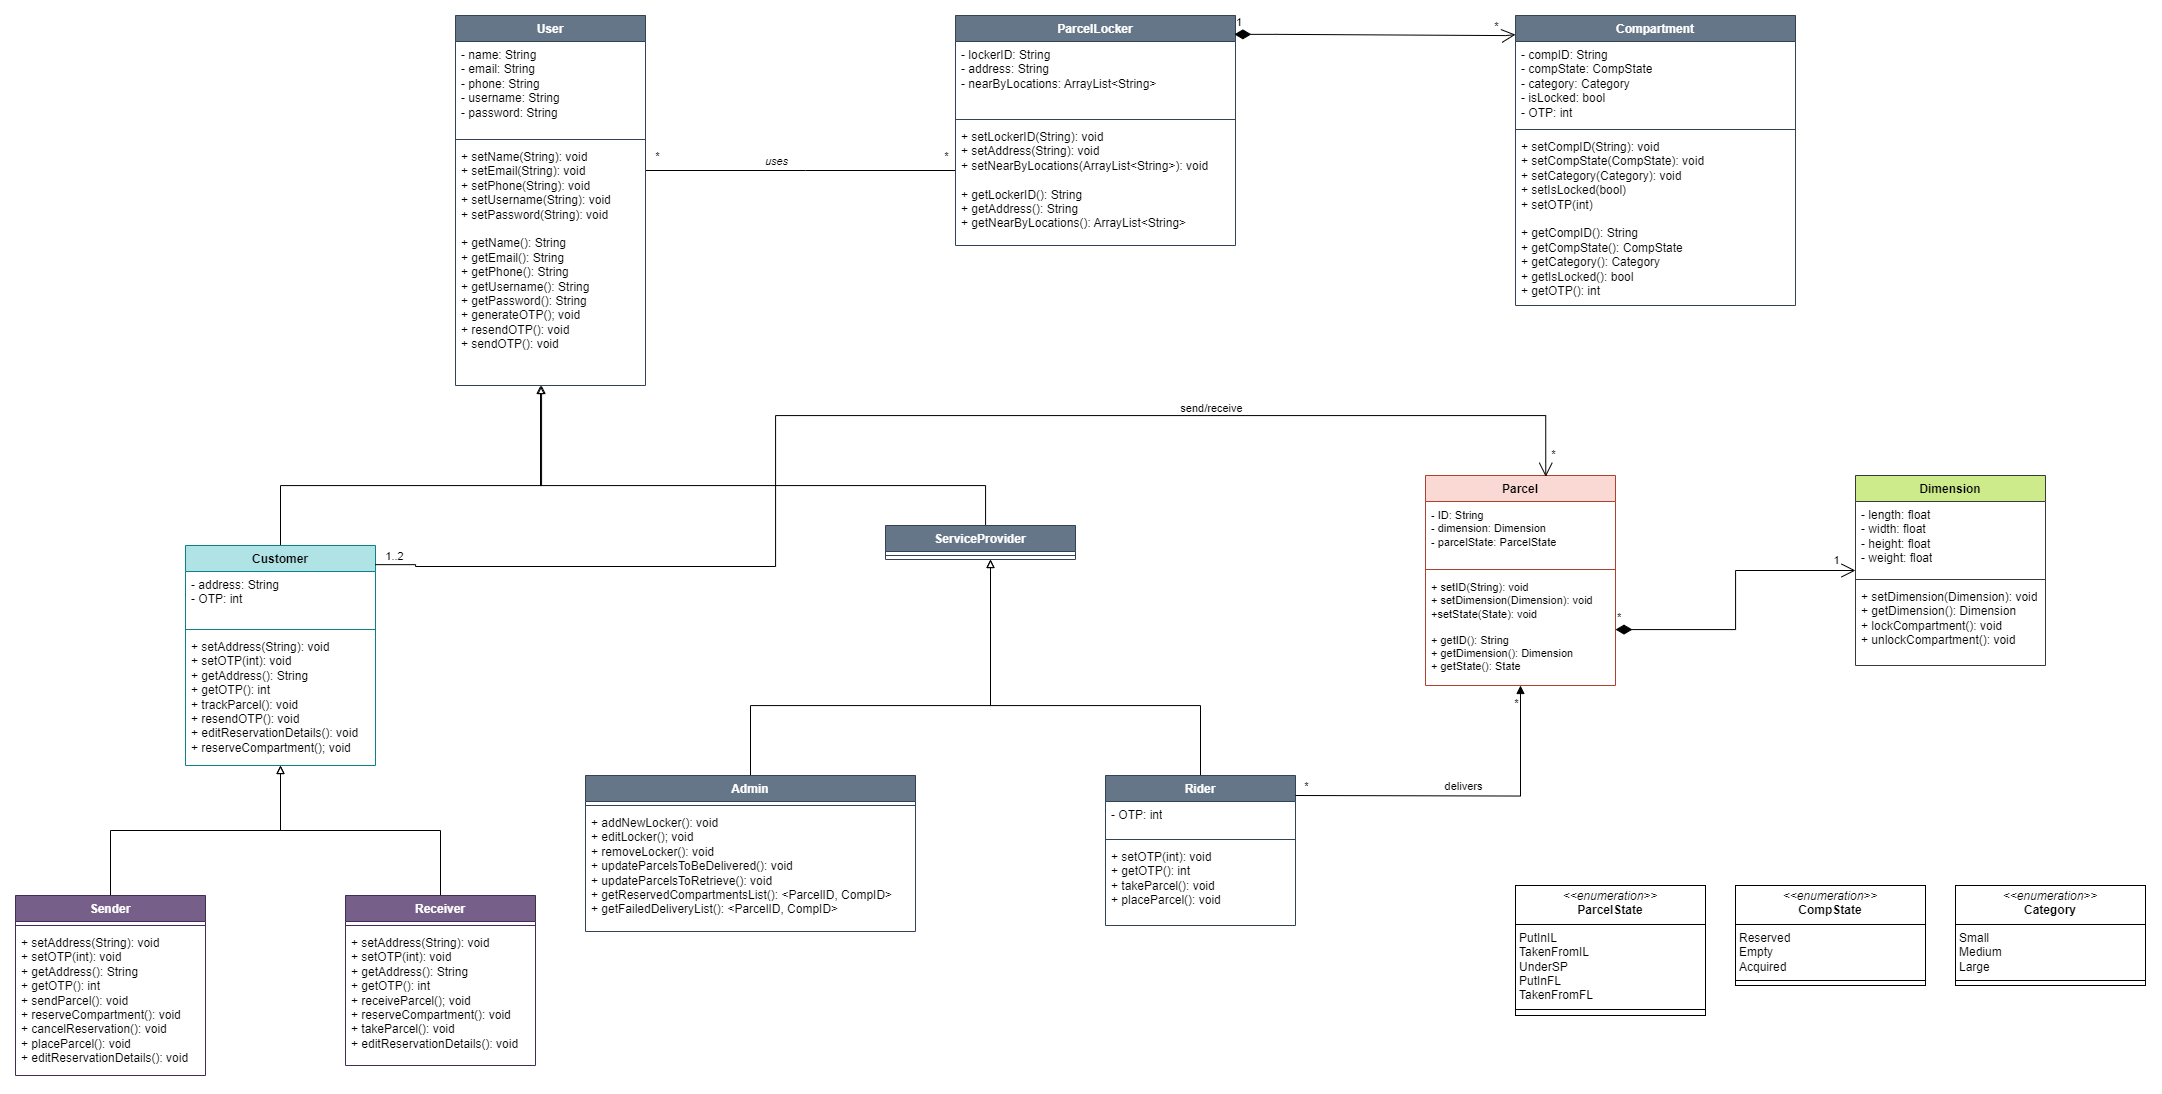 User
- name: String
- email: String
- phone: String
- username: String
- password: String
+ setName(String): void
+ setEmail(String): void
+ setPhone(String): void
+ setUsername(String): void
+ setPassword(String): void
+ getName(): String
+ getEmail(): String
+ getPhone(): String
+ getUsername(): String
+ getPassword(): String
+ generateOTP(); void
+ resendOTP(): void
+ sendOTP(): void
*
uses
*
ParcelLocker
- lockerID: String
- address: String
- nearByLocations: ArrayList<String>
+ setLockerID(String): void
+ setAddress(String): void
+ setNearByLocations(ArrayList<String>): void
+ getLockerID(): String
+ getAddress(): String
+ getNearByLocations(): ArrayList<String>
1
*
Compartment
- compID: String
- compState: CompState
- category: Category
- isLocked: bool
- OTP: int
+ setCompID(String): void
+ setCompState(CompState): void
+ setCategory(Category): void
+ setIsLocked(bool)
+ setOTP(int)
+ getCompID(): String
+ getCompState(): CompState
+ getCategory(): Category
+ getIsLocked(): bool
+ getOTP(): int
send/receive
*
1..2
Customer
- address: String
- OTP: int
+ setAddress(String): void
+ setOTP(int): void
+ getAddress(): String
+ getOTP(): int
+ trackParcel(): void
+ resendOTP(): void
+ editReservationDetails(): void
+ reserveCompartment(); void
ServiceProvider
Parcel
- ID: String
- dimension: Dimension
- parcelState: ParcelState
+ setID(String): void
+ setDimension(Dimension): void
+setState(State): void
+ getID(): String
+ getDimension(): Dimension
+ getState(): State
*
1
Dimension
- length: float
- width: float
- height: float
- weight: float
+ setDimension(Dimension): void
+ getDimension(): Dimension
+ lockCompartment(): void
+ unlockCompartment(): void
Admin
+ addNewLocker(): void
+ editLocker(); void
+ removeLocker(): void
+ updateParcelsToBeDelivered(): void
+ updateParcelsToRetrieve(): void
+ getReservedCompartmentsList(): <ParcelID, CompID>
+ getFailedDeliveryList(): <ParcelID, CompID>
Rider
- OTP: int
+ setOTP(int): void
+ getOTP(): int
+ takeParcel(): void
+ placeParcel(): void
*
delivers
*
Sender
+ setAddress(String): void
+ setOTP(int): void
+ getAddress(): String
+ getOTP(): int
+ sendParcel(): void
+ reserveCompartment(): void
+ cancelReservation(): void
+ placeParcel(): void
+ editReservationDetails(): void
Receiver
+ setAddress(String): void
+ setOTP(int): void
+ getAddress(): String
+ getOTP(): int
+ receiveParcel(); void
+ reserveCompartment(): void
+ takeParcel(): void
+ editReservationDetails(): void
<<enumeration>>
ParcelState
PutInIL
TakenFromIL
UnderSP
PutInFL
TakenFromFL
<<enumeration>>
CompState
Reserved
Empty
Acquired
<<enumeration>>
Category
Small
Medium
Large